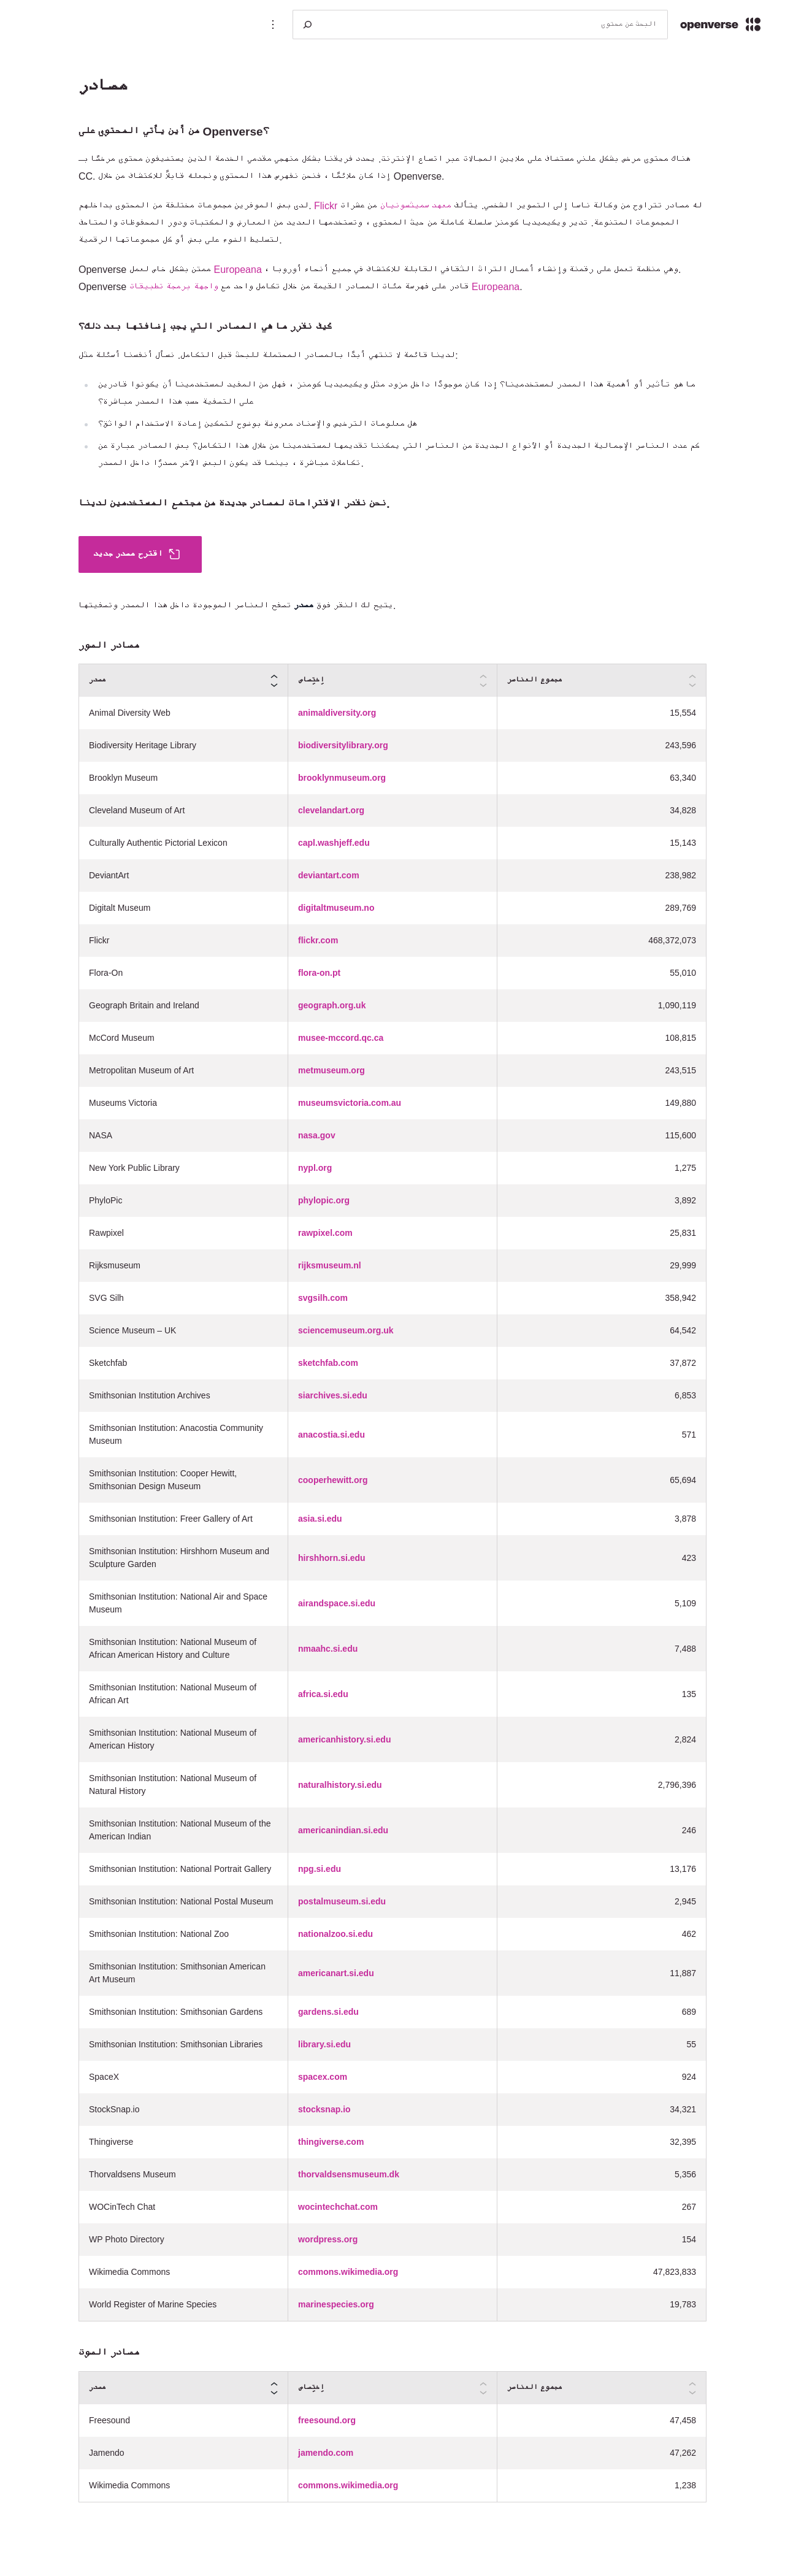 البحث عن محتوى
openverse
مصادر
من أين يأتي المحتوى على Openverse؟
هناك محتوى مرخص بشكل علني مستضاف على ملايين المجالات عبر اتساع الإنترنت. يحدد فريقنا بشكل منهجي مقدمي الخدمة الذين يستضيفون محتوى مرخصًا بـ
CC. إذا كان ملائمًا ، فنحن نفهرس هذا المحتوى ونجعله قابلاً للاكتشاف من خلال Openverse.
لدى بعض الموفرين مجموعات مختلفة من المحتوى بداخلهم. Flickr له مصادر تتراوح من وكالة ناسا إلى التصوير الشخصي. يتألف معهد سميثسونيان من عشرات
المجموعات المتنوعة. تدير ويكيميديا كومنز سلسلة كاملة من حيث المحتوى ، وتستخدمها العديد من المعارض والمكتبات ودور المحفوظات والمتاحف
لتسليط الضوء على بعض أو كل مجموعاتها الرقمية.
Openverse ممتن بشكل خاص لعمل Europeana ، وهي منظمة تعمل على رقمنة وإنشاء أعمال التراث الثقافي القابلة للاكتشاف في جميع أنحاء أوروبا.
Openverse قادر على فهرسة مئات المصادر القيمة من خلال تكامل واحد مع واجهة برمجة تطبيقات Europeana.
كيف نقرر ما هي المصادر التي يجب إضافتها بعد ذلك؟
لدينا قائمة لا تنتهي أبدًا بالمصادر المحتملة للبحث قبل التكامل. نسأل أنفسنا أسئلة مثل:
ما هو تأثير أو أهمية هذا المصدر لمستخدمينا؟ إذا كان موجودًا داخل مزود مثل ويكيميديا كومنز ، فهل من المفيد لمستخدمينا أن يكونوا قادرين
على التصفية حسب هذا المصدر مباشرة؟
هل معلومات الترخيص والإسناد معروضة بوضوح لتمكين إعادة الاستخدام الواثق؟
كم عدد العناصر الإجمالية الجديدة أو الأنواع الجديدة من العناصر التي يمكننا تقديمها لمستخدمينا من خلال هذا التكامل؟ بعض المصادر عبارة عن
تكاملات مباشرة ، بينما قد يكون البعض الآخر مصدرًا داخل المصدر.
نحن نقدر الاقتراحات لمصادر جديدة من مجتمع المستخدمين لدينا.
اقترح مصدر جديد
يتيح لك النقر فوق مصدر تصفح العناصر الموجودة داخل هذا المصدر وتصفيتها.
مصادر الصور
مصدر إختِصاص مجموع العناصر
Animal Diversity Web animaldiversity.org 15,554
Biodiversity Heritage Library biodiversitylibrary.org 243,596
Brooklyn Museum brooklynmuseum.org 63,340
Cleveland Museum of Art clevelandart.org 34,828
Culturally Authentic Pictorial Lexicon capl.washjeff.edu 15,143
DeviantArt deviantart.com 238,982
Digitalt Museum digitaltmuseum.no 289,769
Flickr flickr.com 468,372,073
Flora-On flora-on.pt 55,010
Geograph Britain and Ireland geograph.org.uk 1,090,119
McCord Museum musee-mccord.qc.ca 108,815
Metropolitan Museum of Art metmuseum.org 243,515
Museums Victoria museumsvictoria.com.au 149,880
NASA nasa.gov 115,600
New York Public Library nypl.org 1,275
PhyloPic phylopic.org 3,892
Rawpixel rawpixel.com 25,831
Rijksmuseum rijksmuseum.nl 29,999
SVG Silh svgsilh.com 358,942
Science Museum – UK sciencemuseum.org.uk 64,542
Sketchfab sketchfab.com 37,872
Smithsonian Institution Archives siarchives.si.edu 6,853
Smithsonian Institution: Anacostia Community
Museum anacostia.si.edu 571
Smithsonian Institution: Cooper Hewitt,
Smithsonian Design Museum cooperhewitt.org 65,694
Smithsonian Institution: Freer Gallery of Art asia.si.edu 3,878
Smithsonian Institution: Hirshhorn Museum and
Sculpture Garden hirshhorn.si.edu 423
Smithsonian Institution: National Air and Space
Museum airandspace.si.edu 5,109
Smithsonian Institution: National Museum of
African American History and Culture nmaahc.si.edu 7,488
Smithsonian Institution: National Museum of
African Art africa.si.edu 135
Smithsonian Institution: National Museum of
American History americanhistory.si.edu 2,824
Smithsonian Institution: National Museum of
Natural History naturalhistory.si.edu 2,796,396
Smithsonian Institution: National Museum of the
American Indian americanindian.si.edu 246
Smithsonian Institution: National Portrait Gallery npg.si.edu 13,176
Smithsonian Institution: National Postal Museum postalmuseum.si.edu 2,945
Smithsonian Institution: National Zoo nationalzoo.si.edu 462
Smithsonian Institution: Smithsonian American
Art Museum americanart.si.edu 11,887
Smithsonian Institution: Smithsonian Gardens gardens.si.edu 689
Smithsonian Institution: Smithsonian Libraries library.si.edu 55
SpaceX spacex.com 924
StockSnap.io stocksnap.io 34,321
Thingiverse thingiverse.com 32,395
Thorvaldsens Museum thorvaldsensmuseum.dk 5,356
WOCinTech Chat wocintechchat.com 267
WP Photo Directory wordpress.org 154
Wikimedia Commons commons.wikimedia.org 47,823,833
World Register of Marine Species marinespecies.org 19,783
مصادر الصوت
مصدر إختِصاص مجموع العناصر
Freesound freesound.org 47,458
Jamendo jamendo.com 47,262
Wikimedia Commons commons.wikimedia.org 1,238